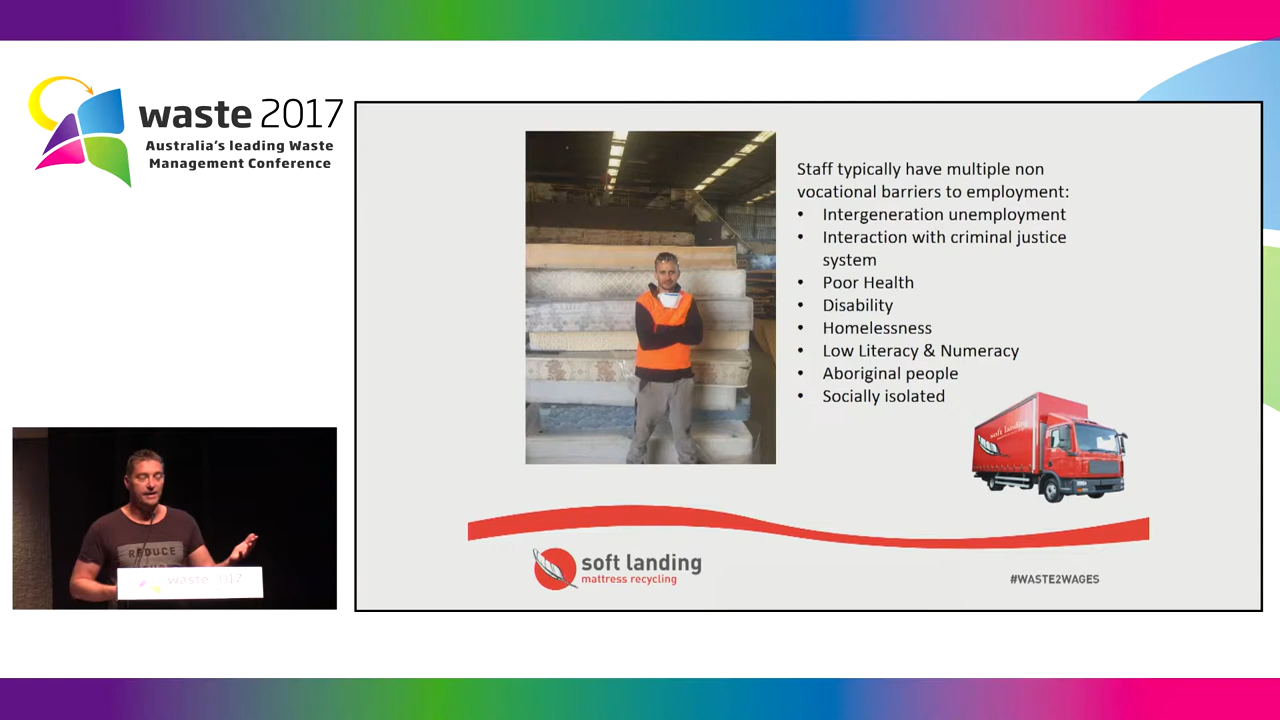 waste 2017
Australia's leading Waste
Management Conference
Staff typically have multiple non
vocational barriers to employment:
• Intergeneration unemployment
• Interaction with criminal justice
system
• Poor Health
• Disability
• Homelessness
• Low Literacy & Numeracy
• Aboriginal people
• Socially isolated
soft landing
REDUCE
waste 2017
soft landing
mattress recycling
#WASTE2WAGES